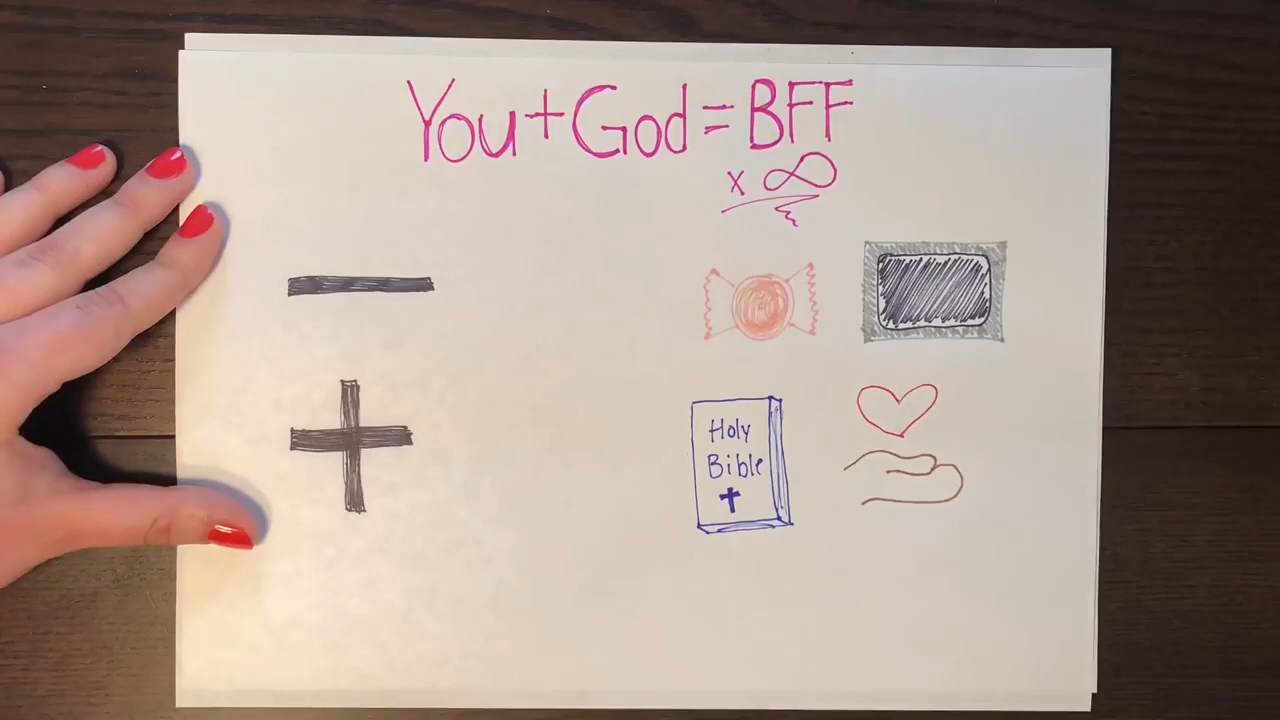 You + God = BFF
x ∞
Holy
Bible